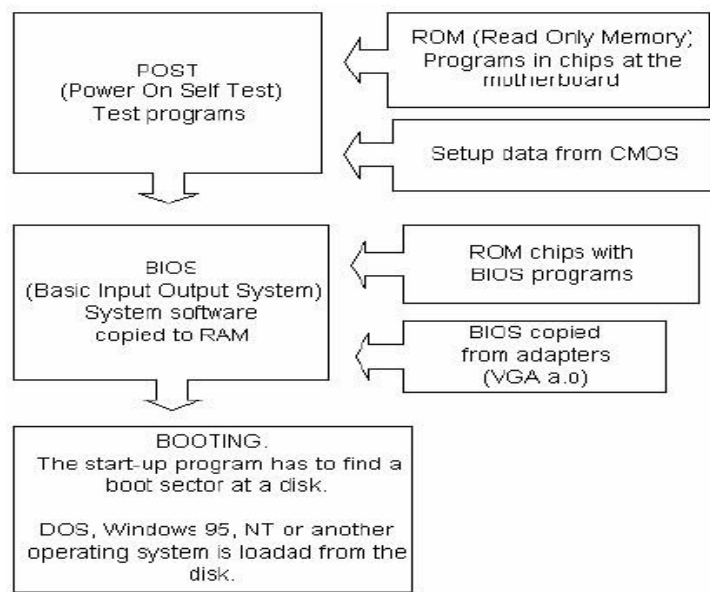 POST
(Power On Self Test)
Test programs
ROM (Read Only Memory)
Programs in chips at the
motherboard
Setup data from CMOS
BIOS
(Basic Input Output System)
System software
copied to RAM
ROM chips with
BIOS programs
BIOS copied
from adapters
(VGA a.o)
BOOTING.
The start-up program has to find a
boot sector at a disk.
DOS, Windows 95, NT or another
operating system is loadad from the
disk.